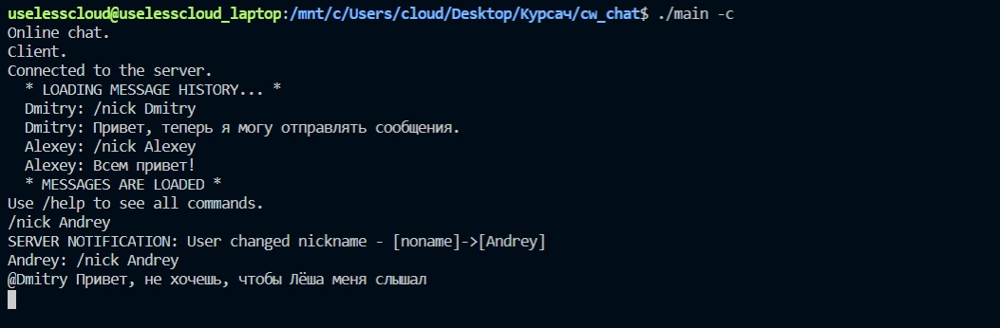 uselesscloud@uselesscloud_laptop:/mnt/c/Users/cloud/Desktop/Курсач/cw_chat$ ./main -c
Online chat.
Client.
Connected to the server.
* LOADING MESSAGE HISTORY... *
Dmitry: /nick Dmitry
Dmitry: Привет, теперь я могу отправлять сообщения.
Alexey: /nick Alexey
Alexey: Всем привет!
* MESSAGES ARE LOADED *
Use /help to see all commands.
/nick Andrey
SERVER NOTIFICATION: User changed nickname - [noname]->[Andrey]
Andrey: /nick Andrey
@Dmitry Привет, не хочешь, чтобы Лёша меня слышал